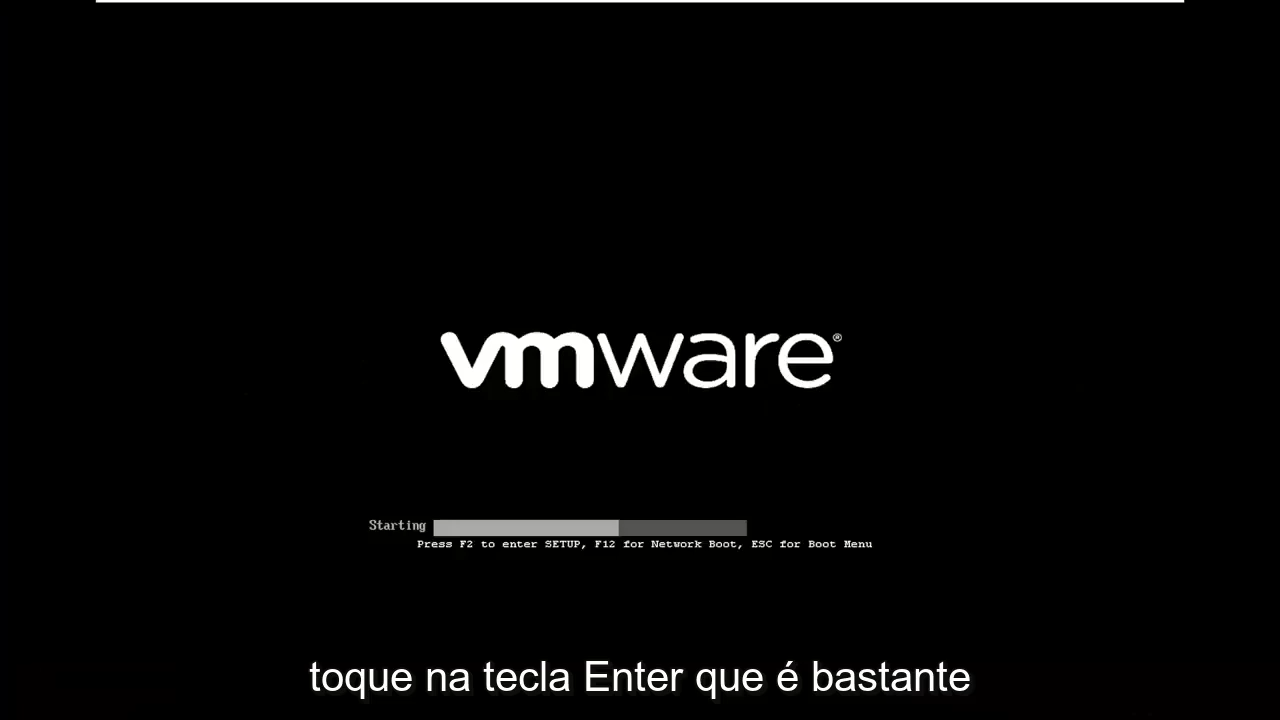 vmware®
Starting
Press F2 to enter SETUP, F12 for Network Boot, ESC for Boot Menu
toque na tecla Enter que é bastante